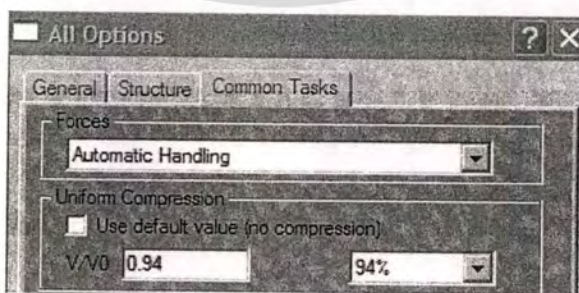 All Options
General Structure Common Tasks
Forces
Automatic Handling
Uniform Compression
Use default value (no compression)
V/V0 0.94 94%